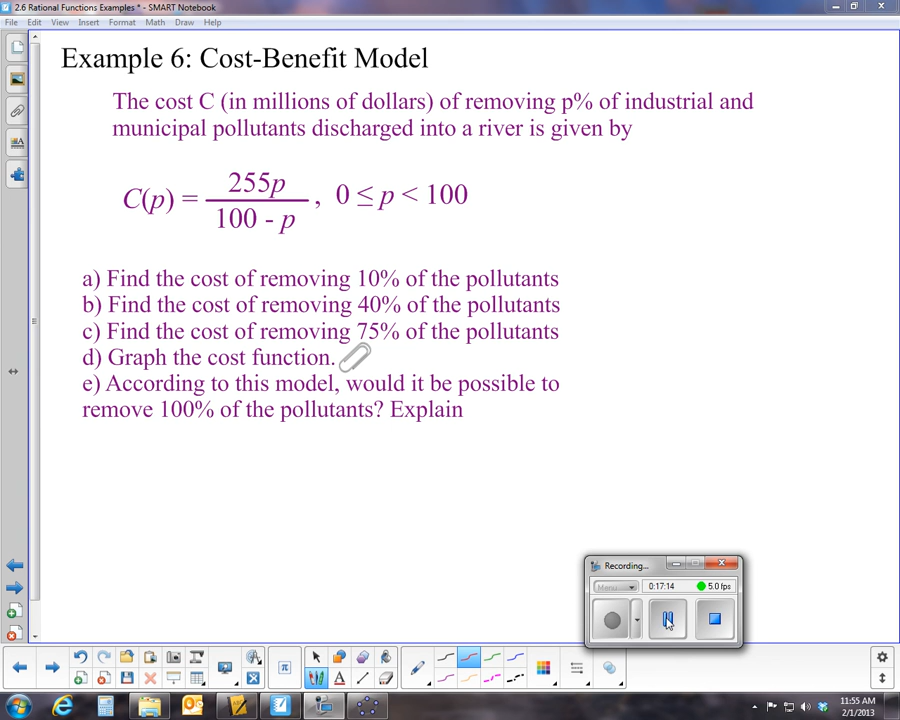 2.6 Rational Functions Examples * - SMART Notebook
File Edit View Insert Format Math Draw Help
Example 6: Cost-Benefit Model
The cost C (in millions of dollars) of removing p% of industrial and
municipal pollutants discharged into a river is given by
C(p) = 255p / 100 - p , 0 ≤ p < 100
a) Find the cost of removing 10% of the pollutants
b) Find the cost of removing 40% of the pollutants
c) Find the cost of removing 75% of the pollutants
d) Graph the cost function.
e) According to this model, would it be possible to
remove 100% of the pollutants? Explain
Recording...
Menu
0:17:14
5.0 fps
11:55 AM
2/1/2013